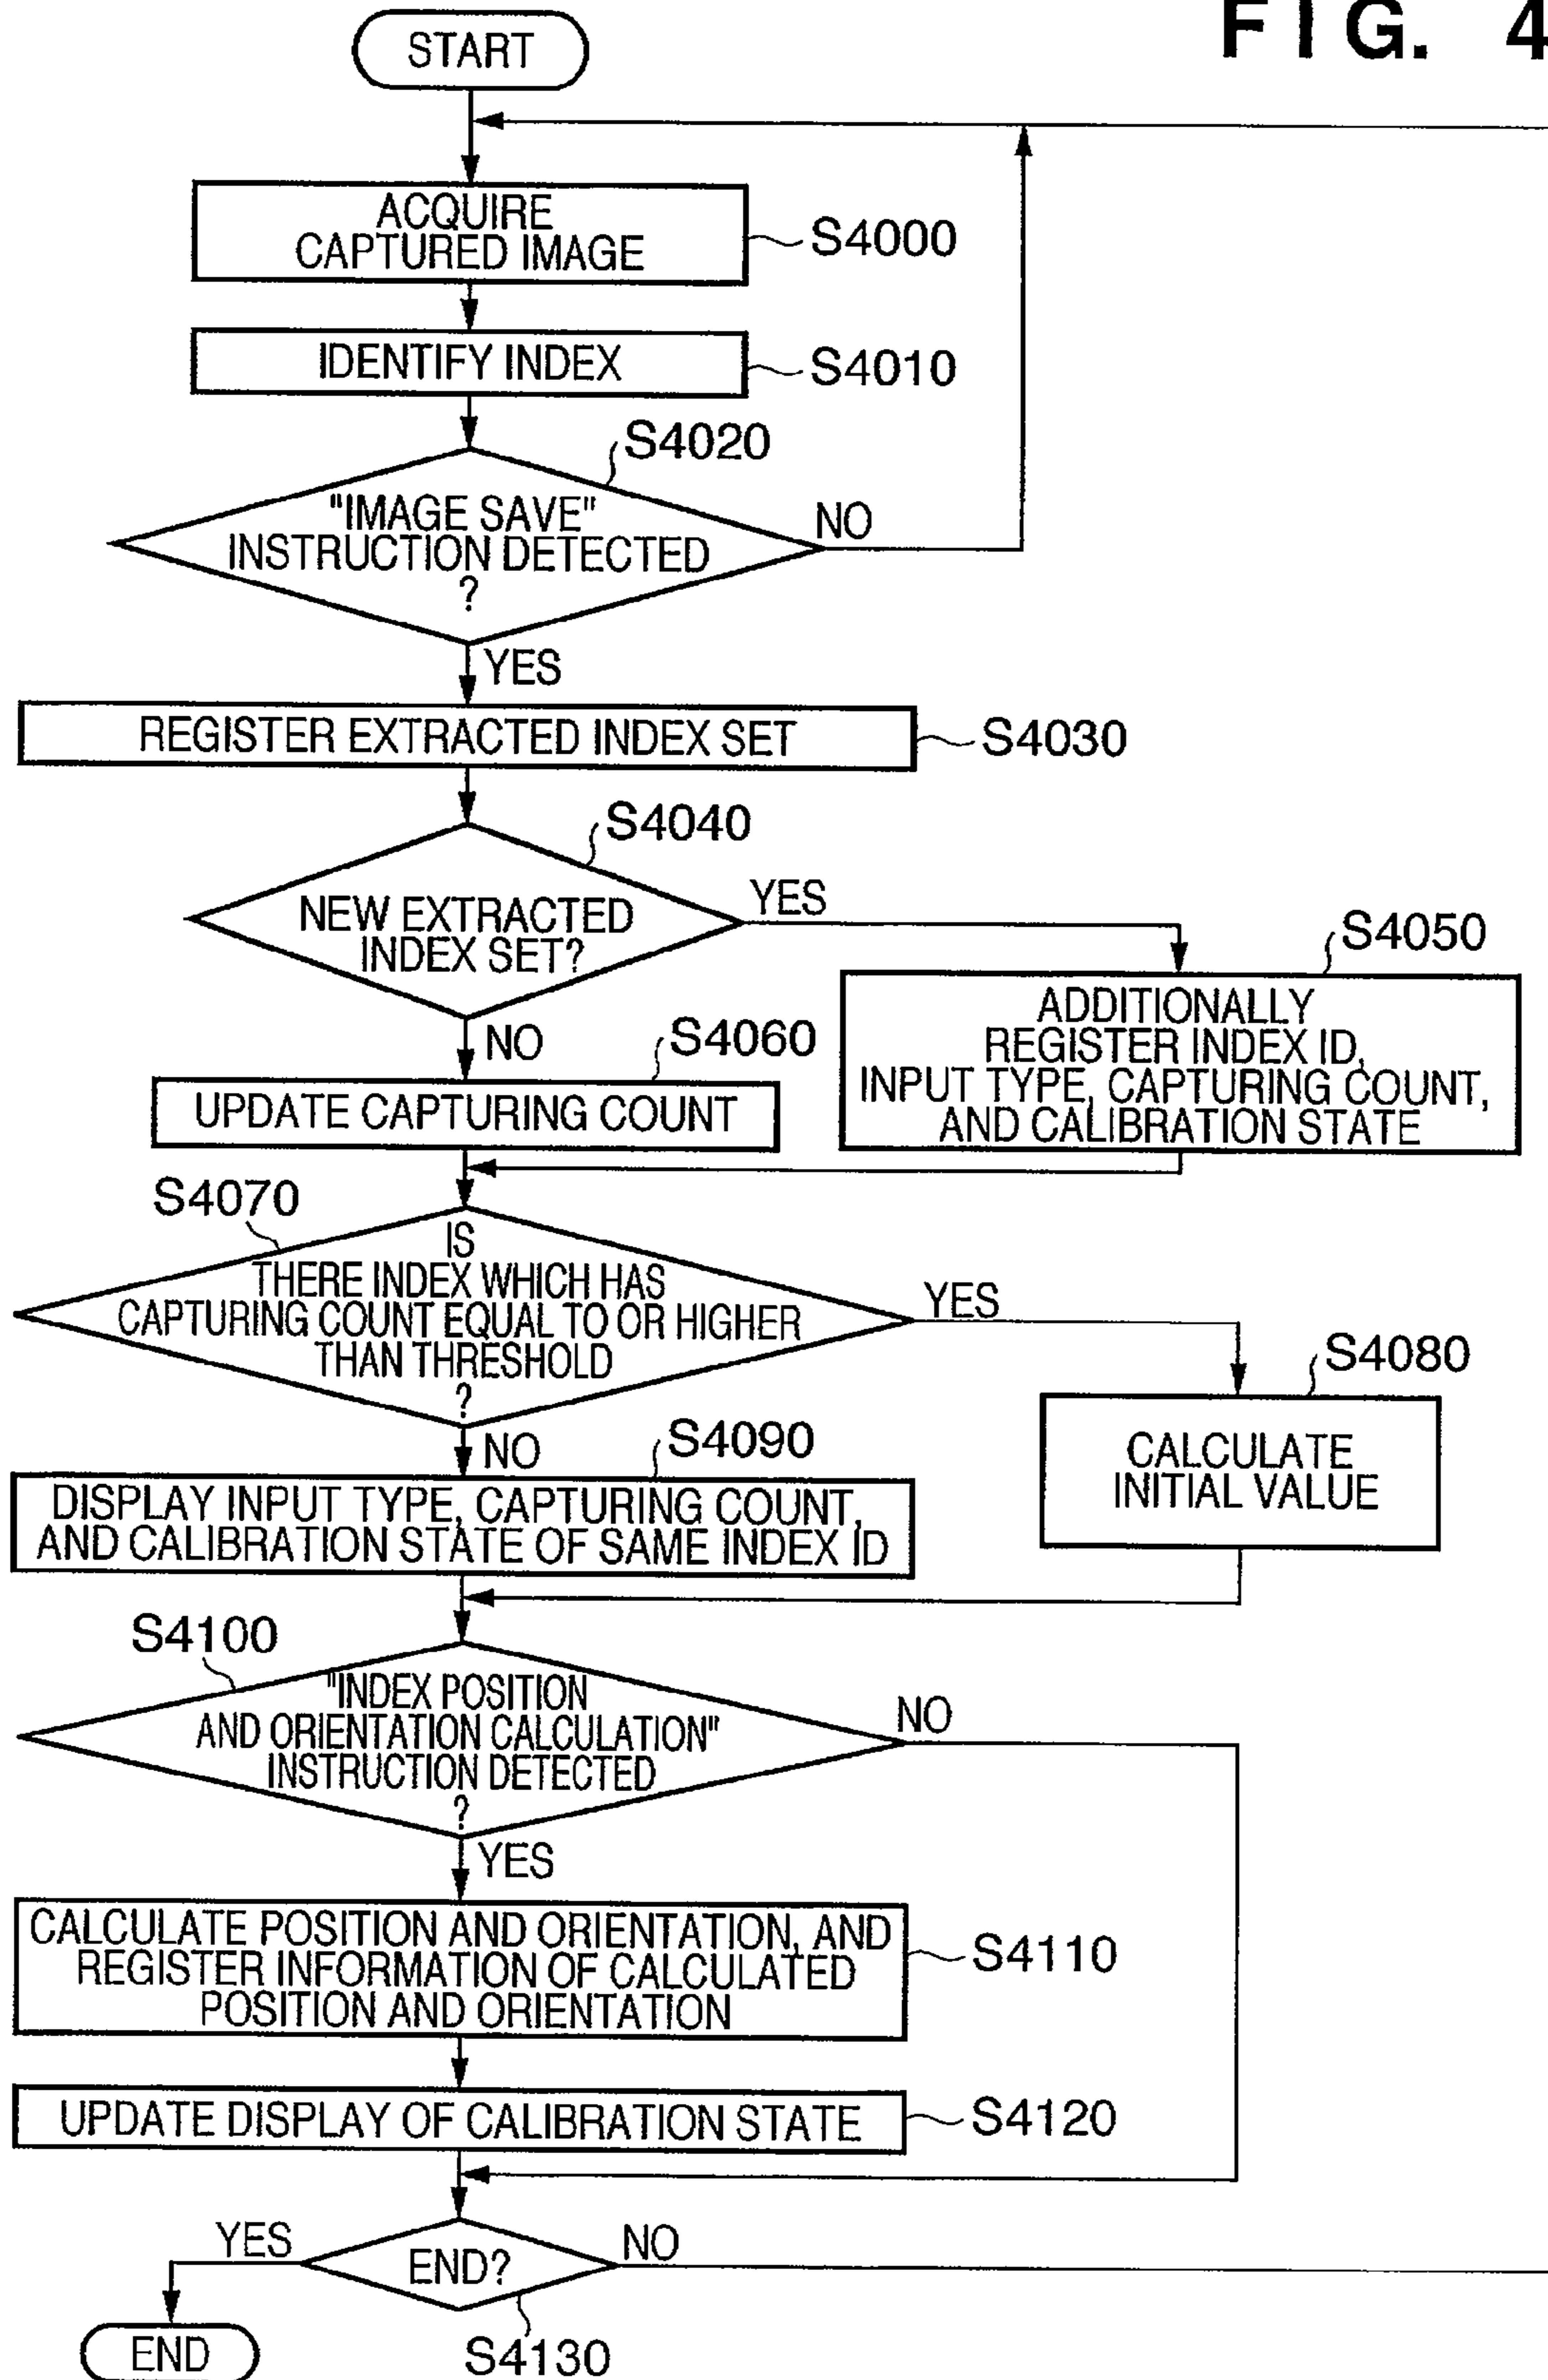 FIG. 4
START
ACQUIRE
CAPTURED IMAGE
S4000
IDENTIFY INDEX
S4010
S4020
"IMAGE SAVE"
INSTRUCTION DETECTED
?
NO
YES
REGISTER EXTRACTED INDEX SET
S4030
S4040
NEW EXTRACTED
INDEX SET?
YES
S4050
ADDITIONALLY
REGISTER INDEX ID,
INPUT TYPE, CAPTURING COUNT,
AND CALIBRATION STATE
NO
S4060
UPDATE CAPTURING COUNT
S4070
IS
THERE INDEX WHICH HAS
CAPTURING COUNT EQUAL TO OR HIGHER
THAN THRESHOLD
?
YES
S4080
CALCULATE
INITIAL VALUE
NO
S4090
DISPLAY INPUT TYPE, CAPTURING COUNT,
AND CALIBRATION STATE OF SAME INDEX ID
S4100
"INDEX POSITION
AND ORIENTATION CALCULATION"
INSTRUCTION DETECTED
?
NO
YES
CALCULATE POSITION AND ORIENTATION, AND
REGISTER INFORMATION OF CALCULATED
POSITION AND ORIENTATION
S4110
UPDATE DISPLAY OF CALIBRATION STATE
S4120
YES
END?
NO
S4130
END